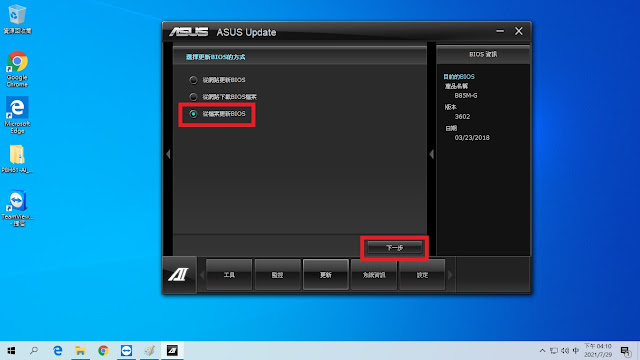 資源回收筒
Google
Chrome
Microsoft
Edge
P8H61-AI_...
TeamView...
- 捷徑
ASUS ASUS Update
選擇更新BIOS的方式
從網站更新BIOS
從網站下載BIOS檔案
從檔案更新BIOS
下一步
BIOS 資訊
目前的BIOS
產品名稱
B85M-G
版本
3602
日期
03/23/2018
工具
監控
更新
系統資訊
設定
中
下午 04:10
2021/7/29